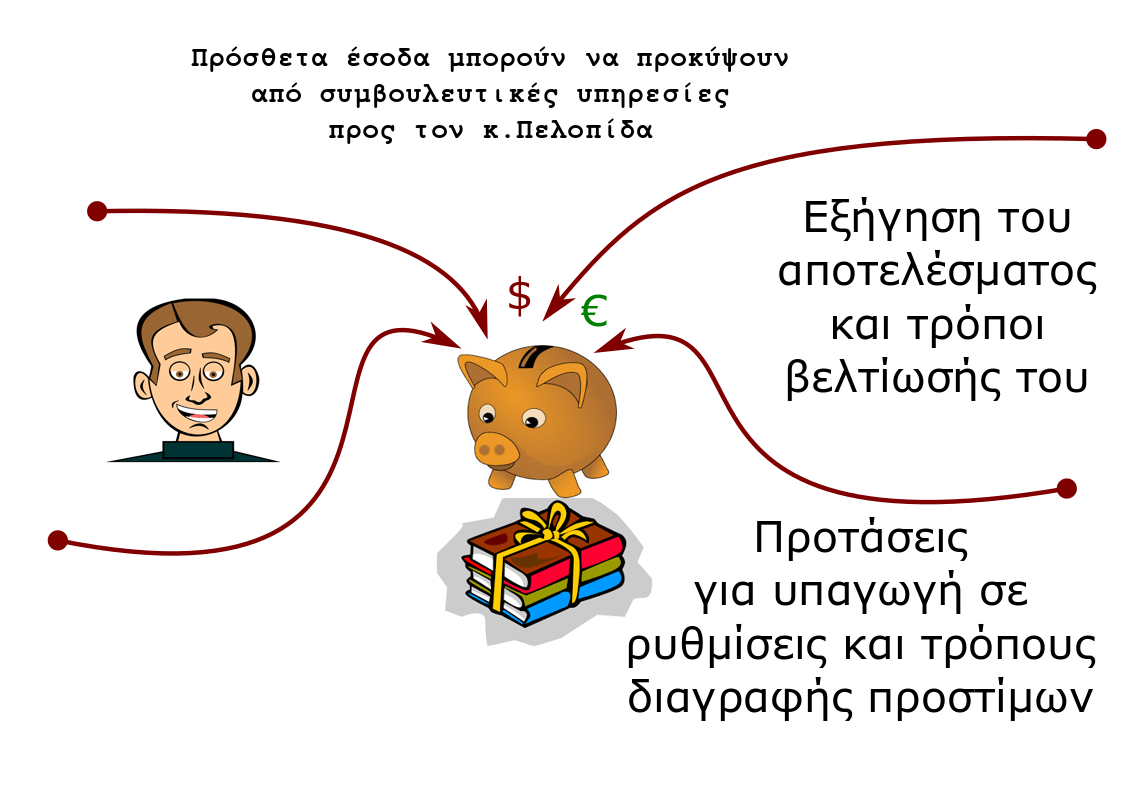 Πρόσθετα έσοδα μπορούν να προκύψουν
από συμβουλευτικές υπηρεσίες
προς τον κ.Πελοπίδα
$
€
Εξήγηση του
αποτελέσματος
και τρόποι
βελτίωσής του
Προτάσεις
για υπαγωγή σε
ρυθμίσεις και τρόπους
διαγραφής προστίμων